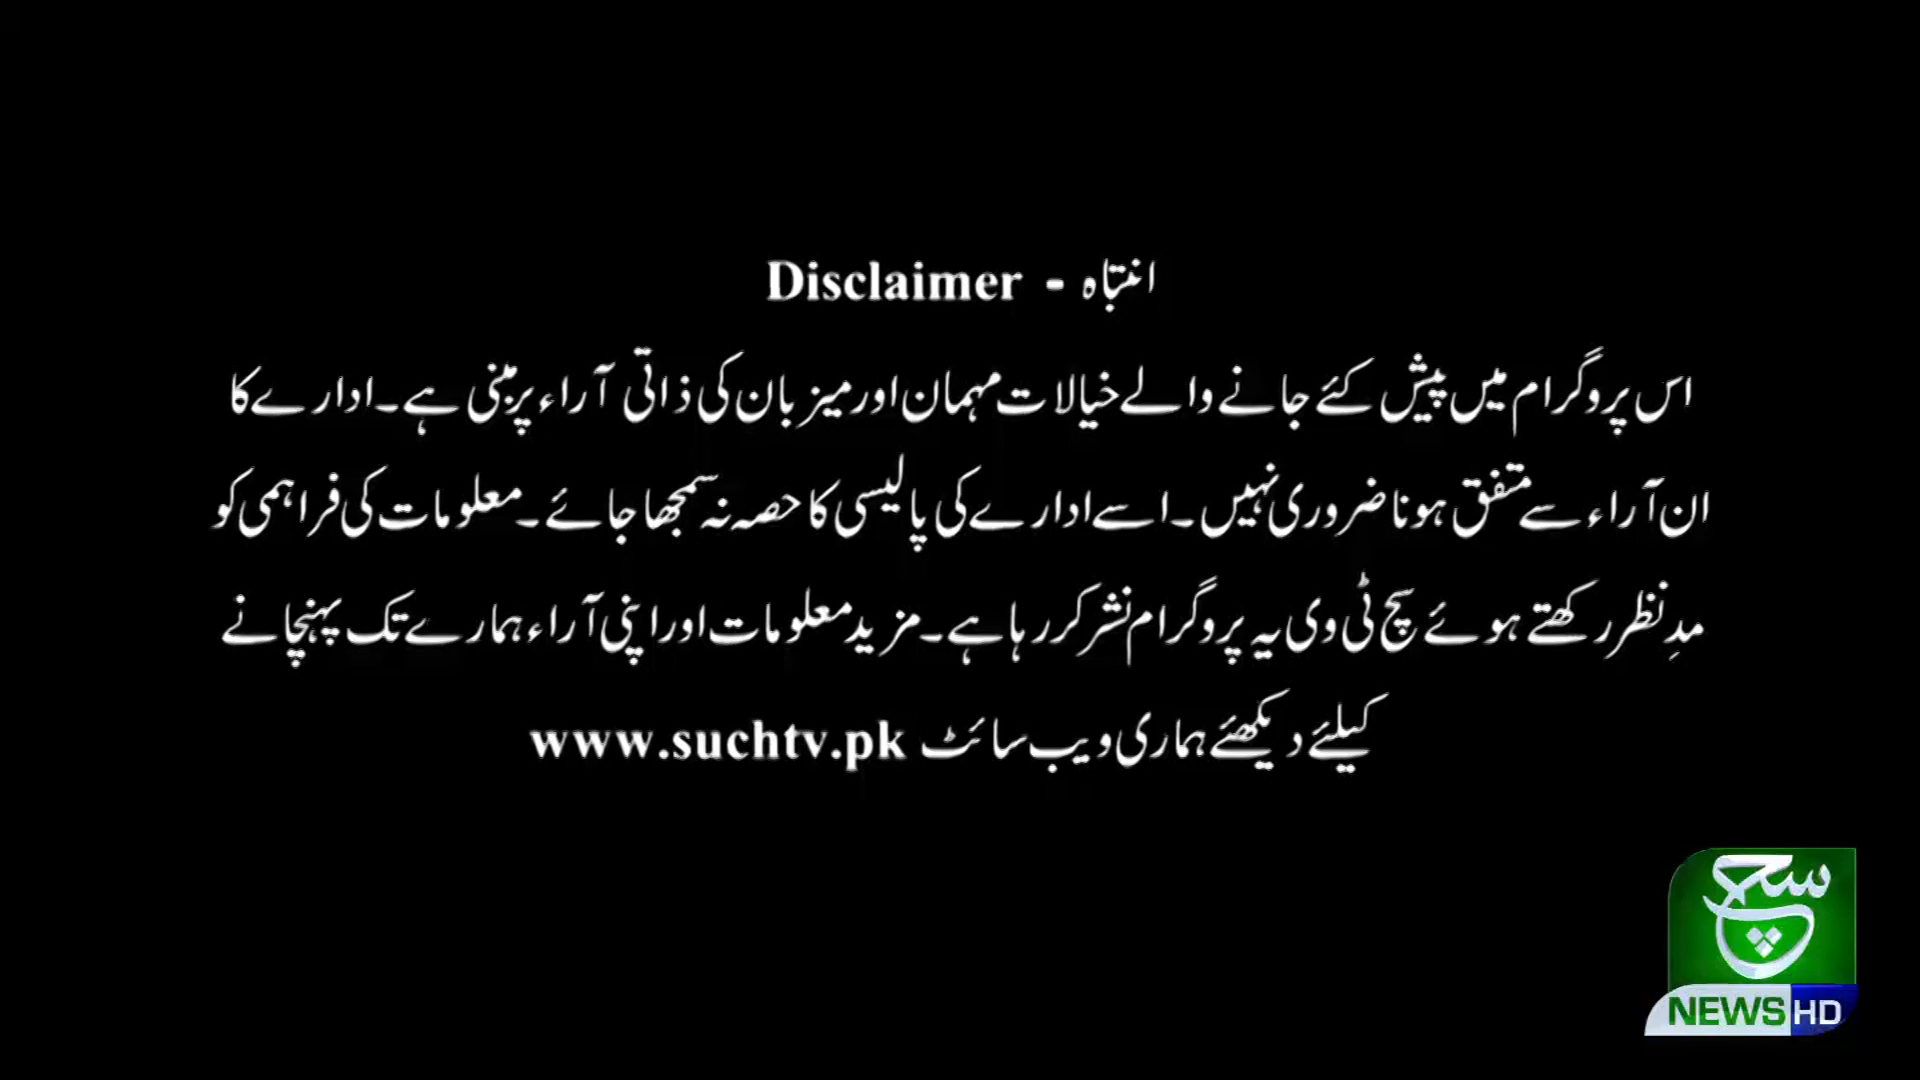 انتباہ - Disclaimer
اس پروگرام میں پیش کئے جانے والے خیالات مہمان اور میزبان کی ذاتی آراء پر مبنی ہے۔ ادارے کا
ان آراء سے متفق ہونا ضروری نہیں۔ اسے ادارے کی پالیسی کا حصہ نہ سمجھا جائے۔ معلومات کی فراہمی کو
مدِنظر رکھتے ہوئے سچ ٹی وی یہ پروگرام نشر کر رہا ہے۔ مزید معلومات اور اپنی آراء ہمارے تک پہنچانے
کیلئے دیکھئے ہماری ویب سائٹ www.suchtv.pk
سچ
NEWS HD